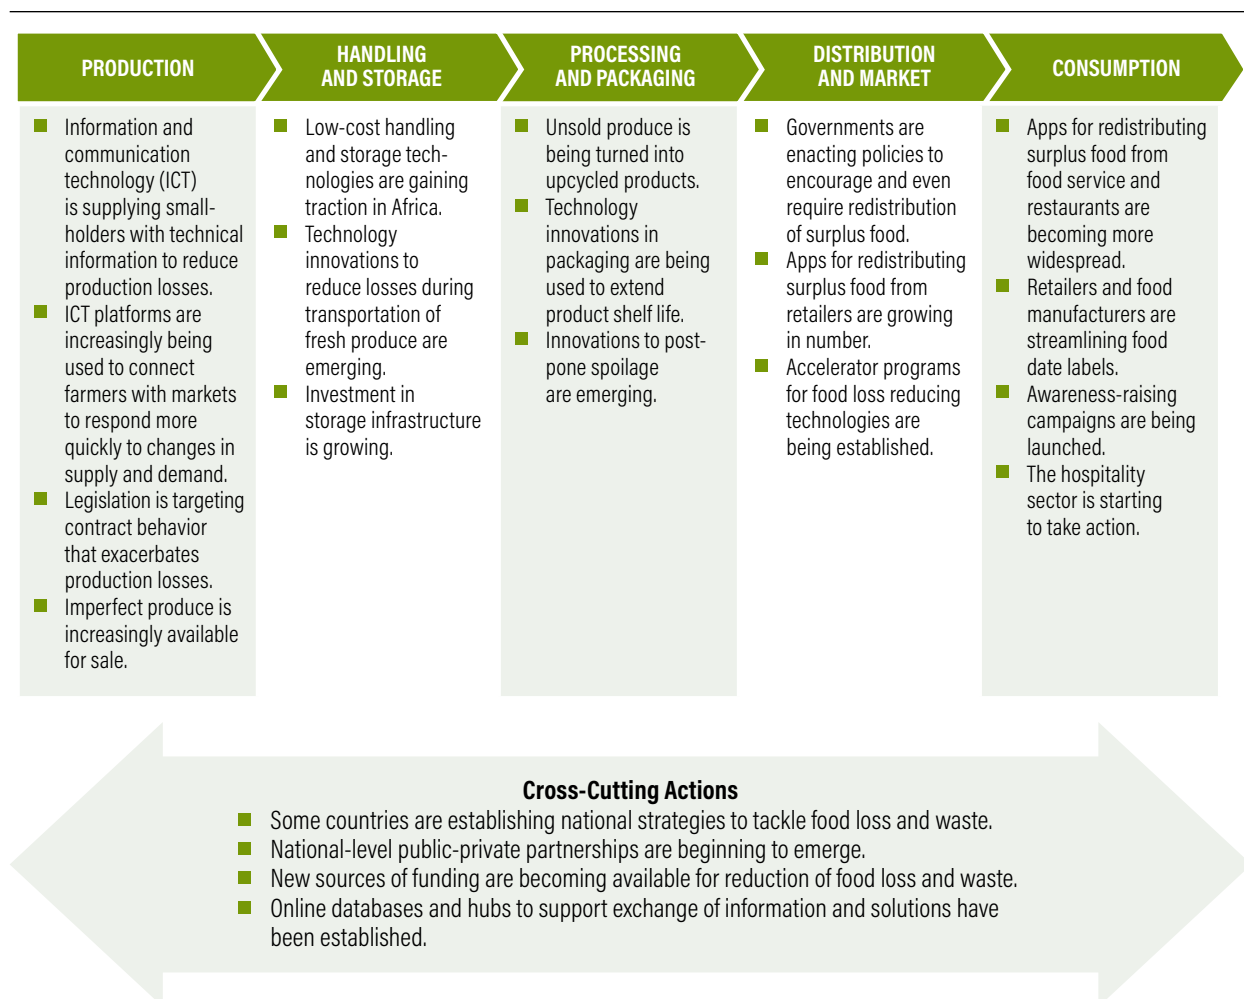 PRODUCTION
Information and
communication
technology (ICT)
is supplying small-
holders with technical
information to reduce
production losses.
ICT platforms are
increasingly being
used to connect
farmers with markets
to respond more
quickly to changes in
supply and demand.
Legislation is targeting
contract behavior
that exacerbates
production losses.
Imperfect produce is
increasingly available
for sale.
HANDLING
AND STORAGE
Low-cost handling
and storage tech-
nologies are gaining
traction in Africa.
Technology
innovations to
reduce losses during
transportation of
fresh produce are
emerging.
Investment in
storage infrastructure
is growing.
PROCESSING
AND PACKAGING
Unsold produce is
being turned into
upcycled products.
Technology
innovations in
packaging are being
used to extend
product shelf life.
Innovations to post-
pone spoilage
are emerging.
DISTRIBUTION
AND MARKET
Governments are
enacting policies to
encourage and even
require redistribution
of surplus food.
Apps for redistributing
surplus food from
retailers are growing
in number.
Accelerator programs
for food loss reducing
technologies are
being established.
CONSUMPTION
Apps for redistributing
surplus food from
food service and
restaurants are
becoming more
widespread.
Retailers and food
manufacturers are
streamlining food
date labels.
Awareness-raising
campaigns are being
launched.
The hospitality
sector is starting
to take action.
Cross-Cutting Actions
Some countries are establishing national strategies to tackle food loss and waste.
National-level public-private partnerships are beginning to emerge.
New sources of funding are becoming available for reduction of food loss and waste.
Online databases and hubs to support exchange of information and solutions have
been established.